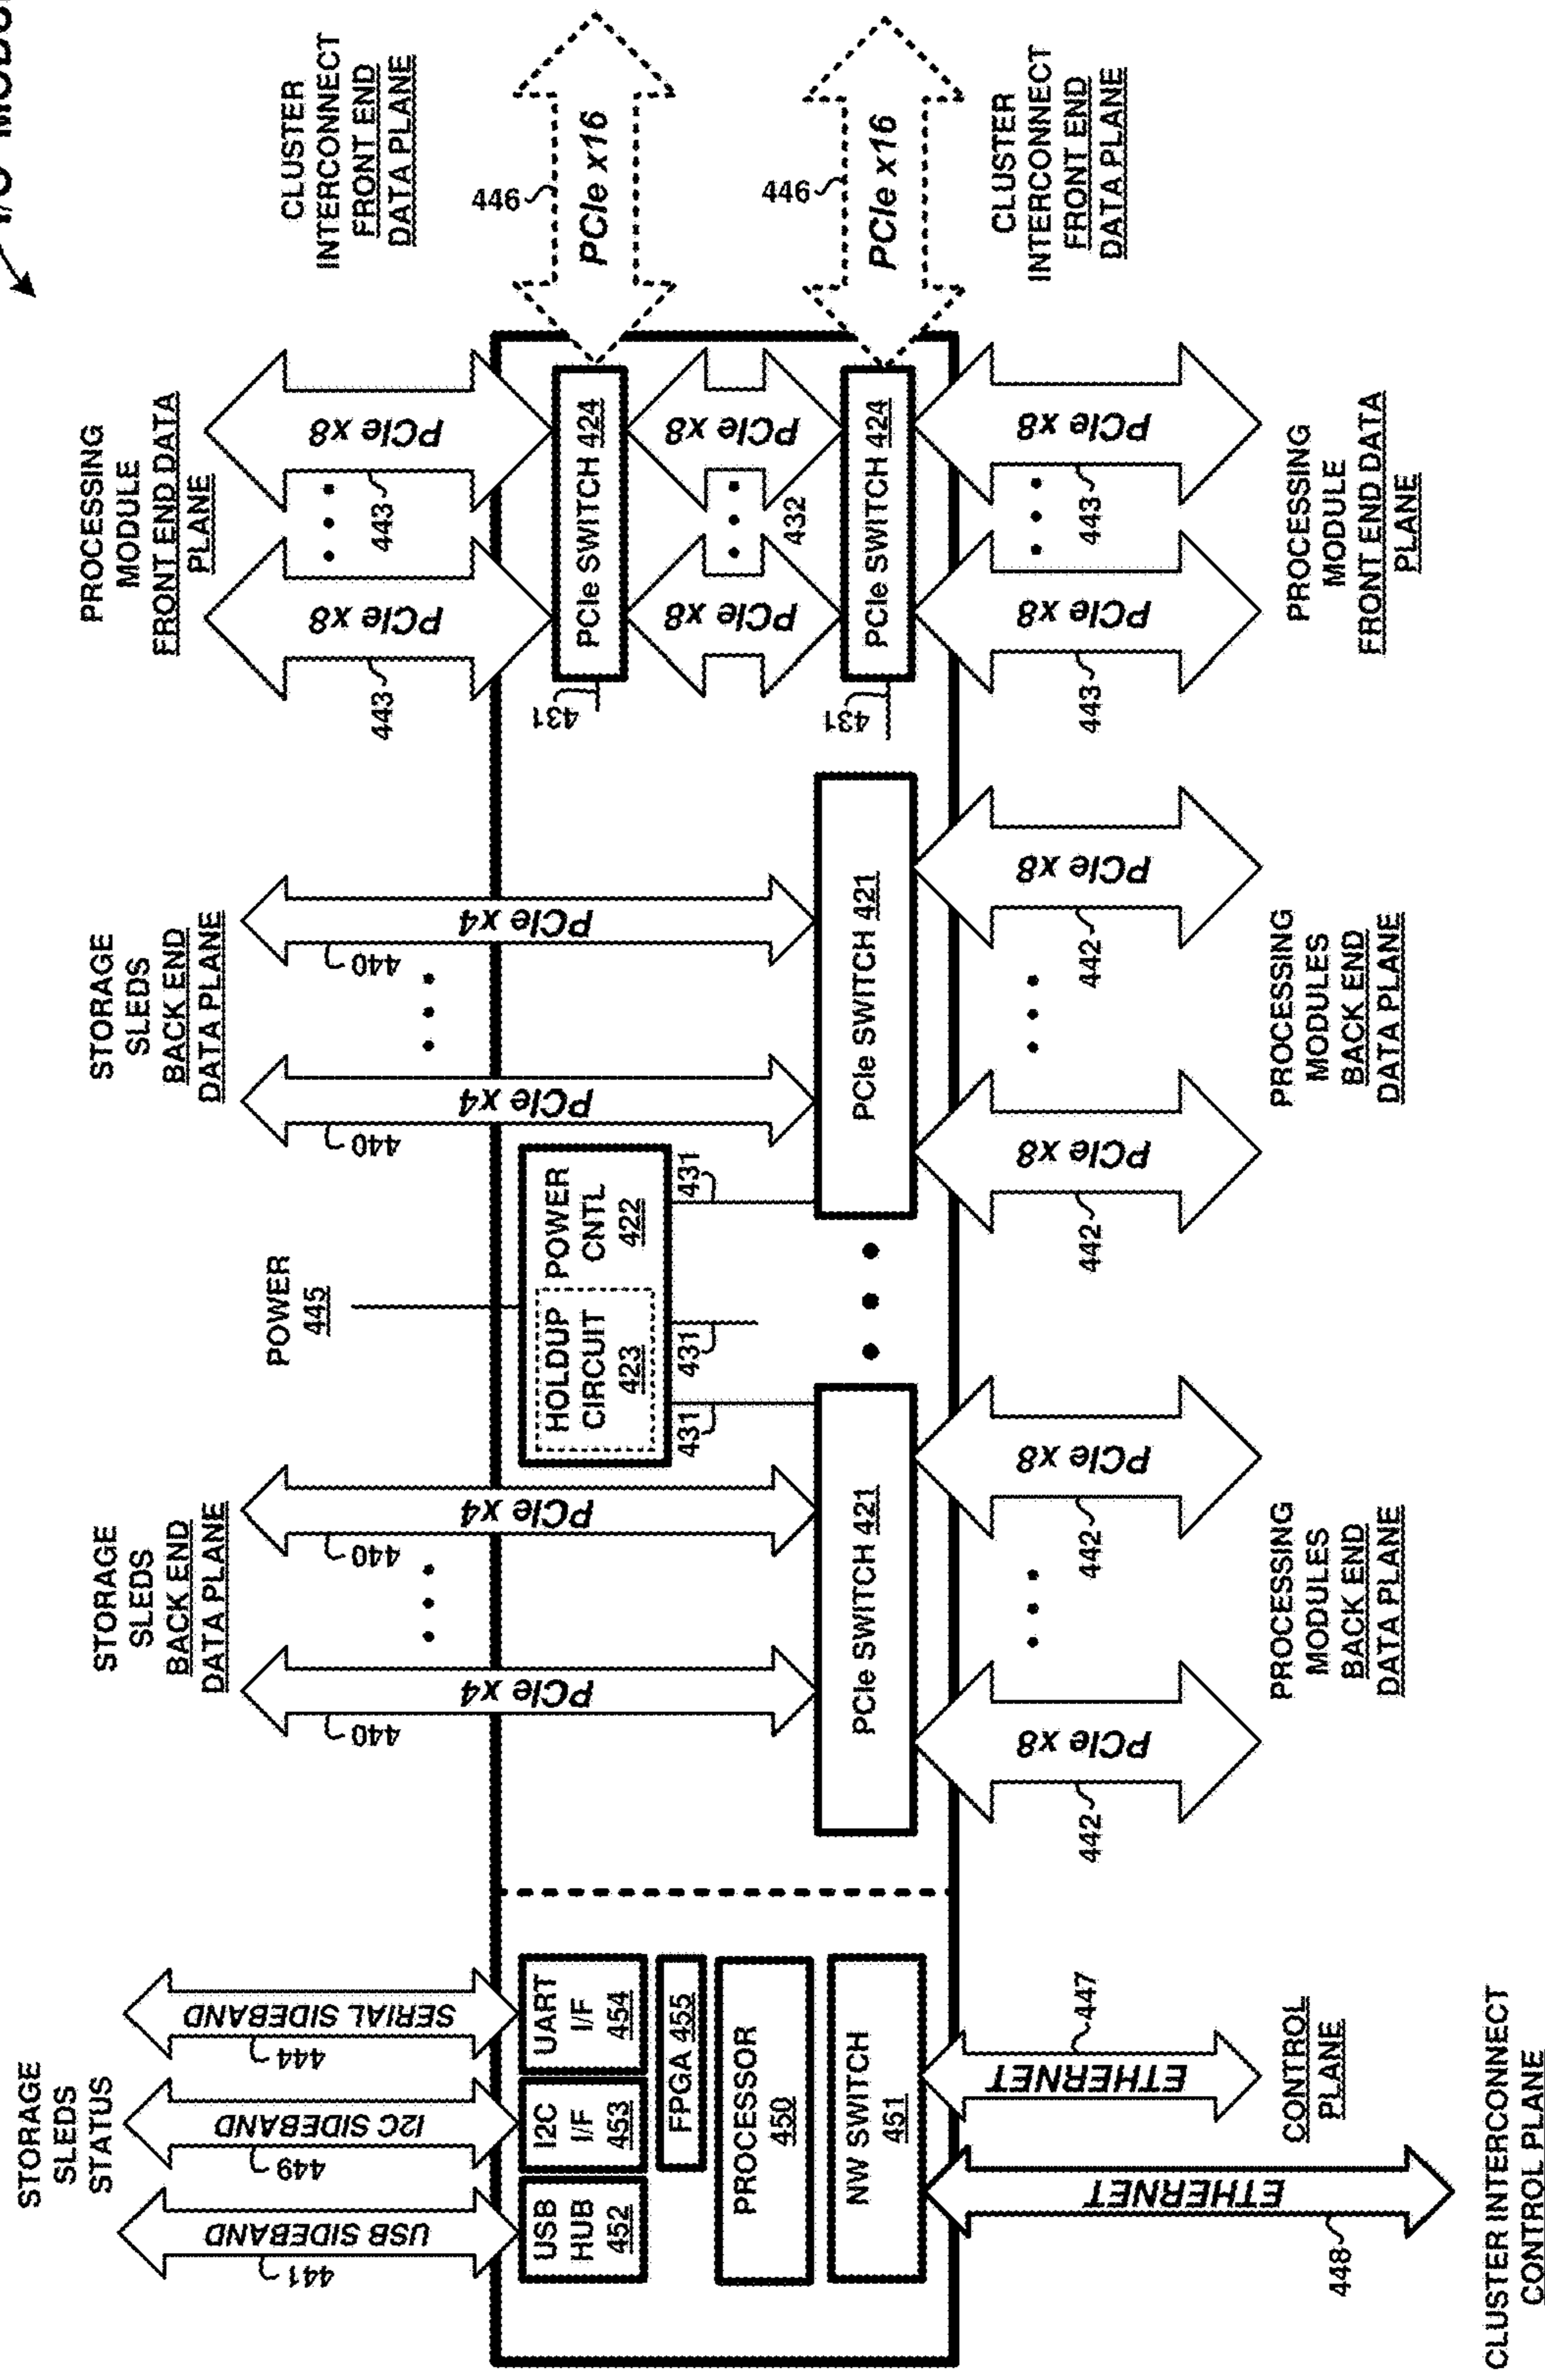 STORAGE
SLEDS
STATUS
USB SIDEBAND
441
I2C SIDEBAND
449
SERIAL SIDEBAND
444
STORAGE
SLEDS
BACK END
DATA PLANE
PCIe x4
440
PCIe x4
440
POWER
445
STORAGE
SLEDS
BACK END
DATA PLANE
PCIe x4
440
PCIe x4
440
PROCESSING
MODULE
FRONT END DATA
PLANE
PCIe x8
443
PCIe x8
443
CLUSTER
INTERCONNECT
FRONT END
DATA PLANE
446
PCIe x16
USB
HUB
452
I2C
I/F
453
UART
I/F
454
FPGA 455
PROCESSOR
450
NW SWITCH
451
HOLDUP
CIRCUIT
423
POWER
CNTL
422
431
431
431
PCIe SWITCH 421
PCIe SWITCH 421
431
PCIe SWITCH 424
PCIe x8
PCIe x8
432
431
PCIe SWITCH 424
446
PCIe x16
CLUSTER
INTERCONNECT
FRONT END
DATA PLANE
ETHERNET
448
ETHERNET
447
CONTROL
PLANE
CLUSTER INTERCONNECT
CONTROL PLANE
442
PCIe x8
442
PCIe x8
PROCESSING
MODULES
BACK END
DATA PLANE
442
PCIe x8
442
PCIe x8
PROCESSING
MODULES
BACK END
DATA PLANE
443
PCIe x8
443
PCIe x8
PROCESSING
MODULE
FRONT END DATA
PLANE